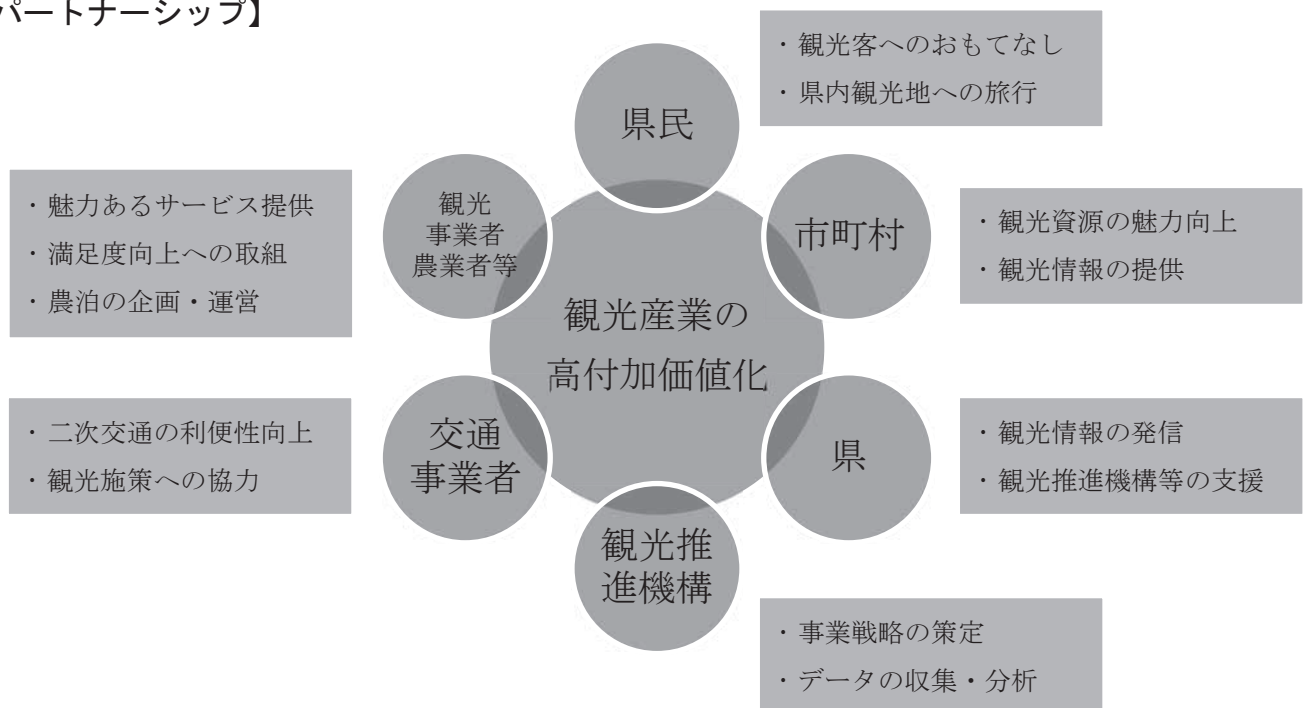 パートナーシップ】
県民
・観光客へのおもてなし
・県内観光地への旅行
観光
事業者
農業者等
・魅力あるサービス提供
・満足度向上への取組
・農泊の企画・運営
市町村
・観光資源の魅力向上
・観光情報の提供
観光産業の
高付加価値化
交通
事業者
・二次交通の利便性向上
・観光施策への協力
県
・観光情報の発信
・観光推進機構等の支援
観光推
進機構
・事業戦略の策定
・データの収集・分析